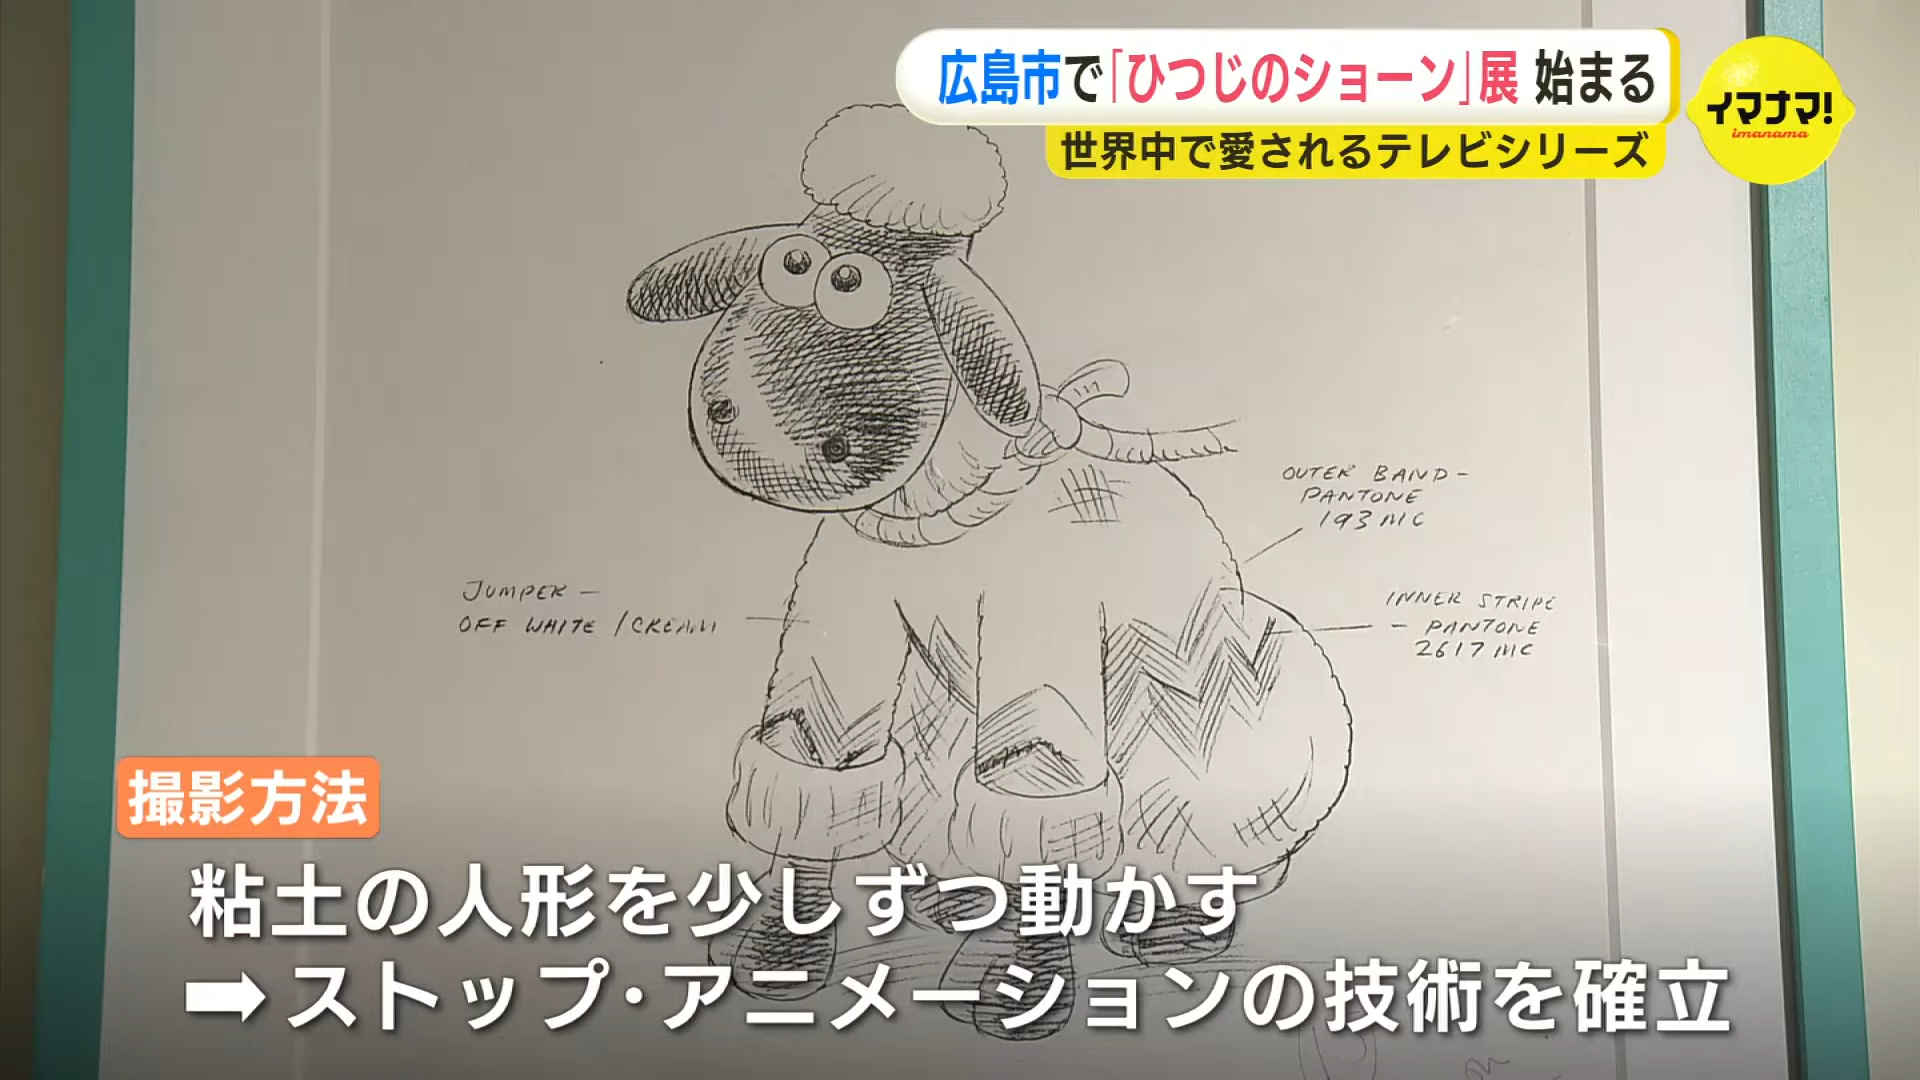 広島市で「ひつじのショーン」展 始まる
世界中で愛されるテレビシリーズ
イマナマ!
imanama
OUTER BAND -
PANTONE
193 MC
JUMPER -
OFF WHITE / CREAM
INNER STRIPE
- PANTONE
2617 MC
撮影方法
粘土の人形を少しずつ動かす
➡ストップ・アニメーションの技術を確立